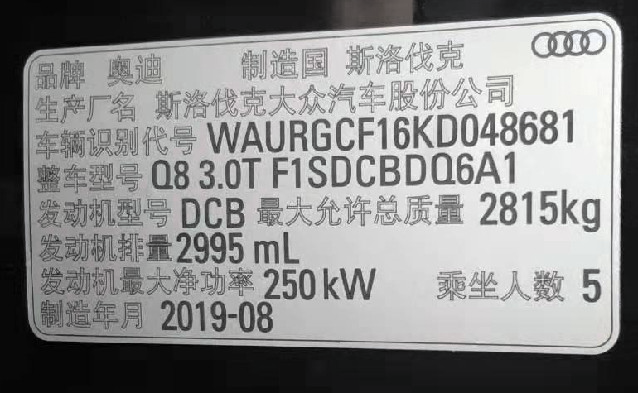 品牌 奥迪 制造国 斯洛伐克
生产厂名 斯洛伐克大众汽车股份公司
车辆识别代号 WAURGCF16KD048681
整车型号 Q8 3.0T F1SDCBDQ6A1
发动机型号 DCB 最大允许总质量 2815kg
发动机排量 2995 mL
发动机最大净功率 250 kW 乘坐人数 5
制造年月 2019-08